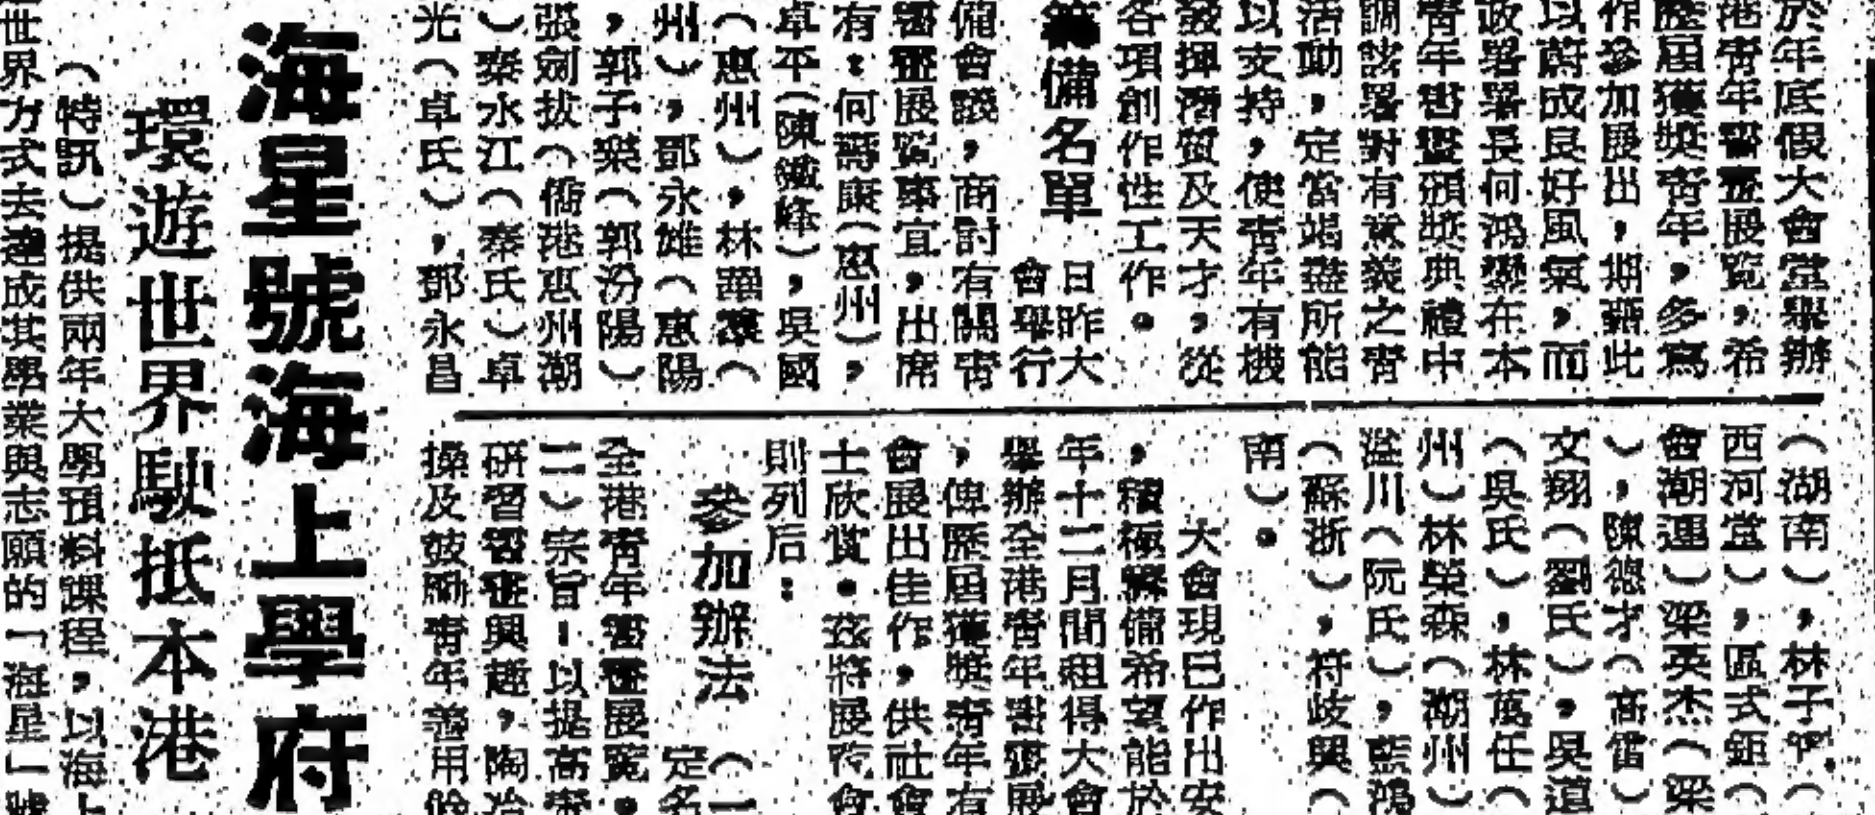 於年底假大會堂舉辦
港青年書畫展覽，希
歷屆獲獎青年，多寫
作參加展出，期藉此
以蔚成良好風氣，而
政署署長何鴻鑾在本
青年書畫頒獎典禮中
調該署對有意義之青
活動，定當竭盡所能
以支持，使青年有機
發揮潛質及天才，從
各項創作性工作。
籌備名單
日昨大
會舉行
備會議，商討有關青
書畫展覽事宜，出席
有：何壽康（惠州），
卓平（陳纖峰），吳國
（惠州），林（
州），鄧永雄（惠陽
，郭子樂（郭汾陽）
張劍拔（僑港惠州湖
）秦水江（秦氏）卓
光（卓氏），鄧永昌
（湖南），林子 （
西河堂），區式鉅（
會潮連）梁英杰（梁
），陳德才（高雷）
文翔（劉氏），吳道
（吳氏），林萬任（
州）林榮森（潮州）
滋川（阮氏），藍鴻
（蘇浙），符歧興（
南）。
大會現已作出安
，積極籌備希望能於
年十二月間租得大會
舉辦全港青年書畫展
，俾歷屆獲獎青年有
會展出佳作，供社會
士欣賞。茲將展覽會
則列后：
參加辦法
（一
定名
全港青年書畫展覽。
二）宗旨：以提高
研習書畫興趣，陶冶
操及鼓勵青年善用餘
海星號海上學府
環遊世界駛抵本港
（特訊）提供兩年大學預料課程，以海上
世界方式去達成其學業與志願的「海星」號